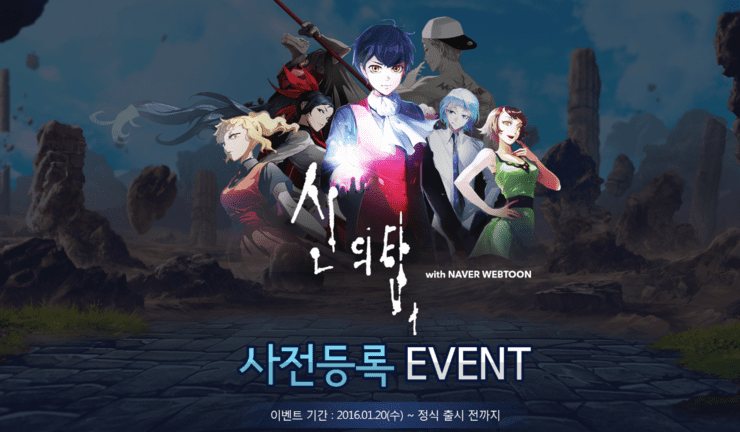 신의탑
with NAVER WEBTOON
사전등록 EVENT
이벤트 기간 : 2016.01.20(수) ~ 정식 출시 전까지